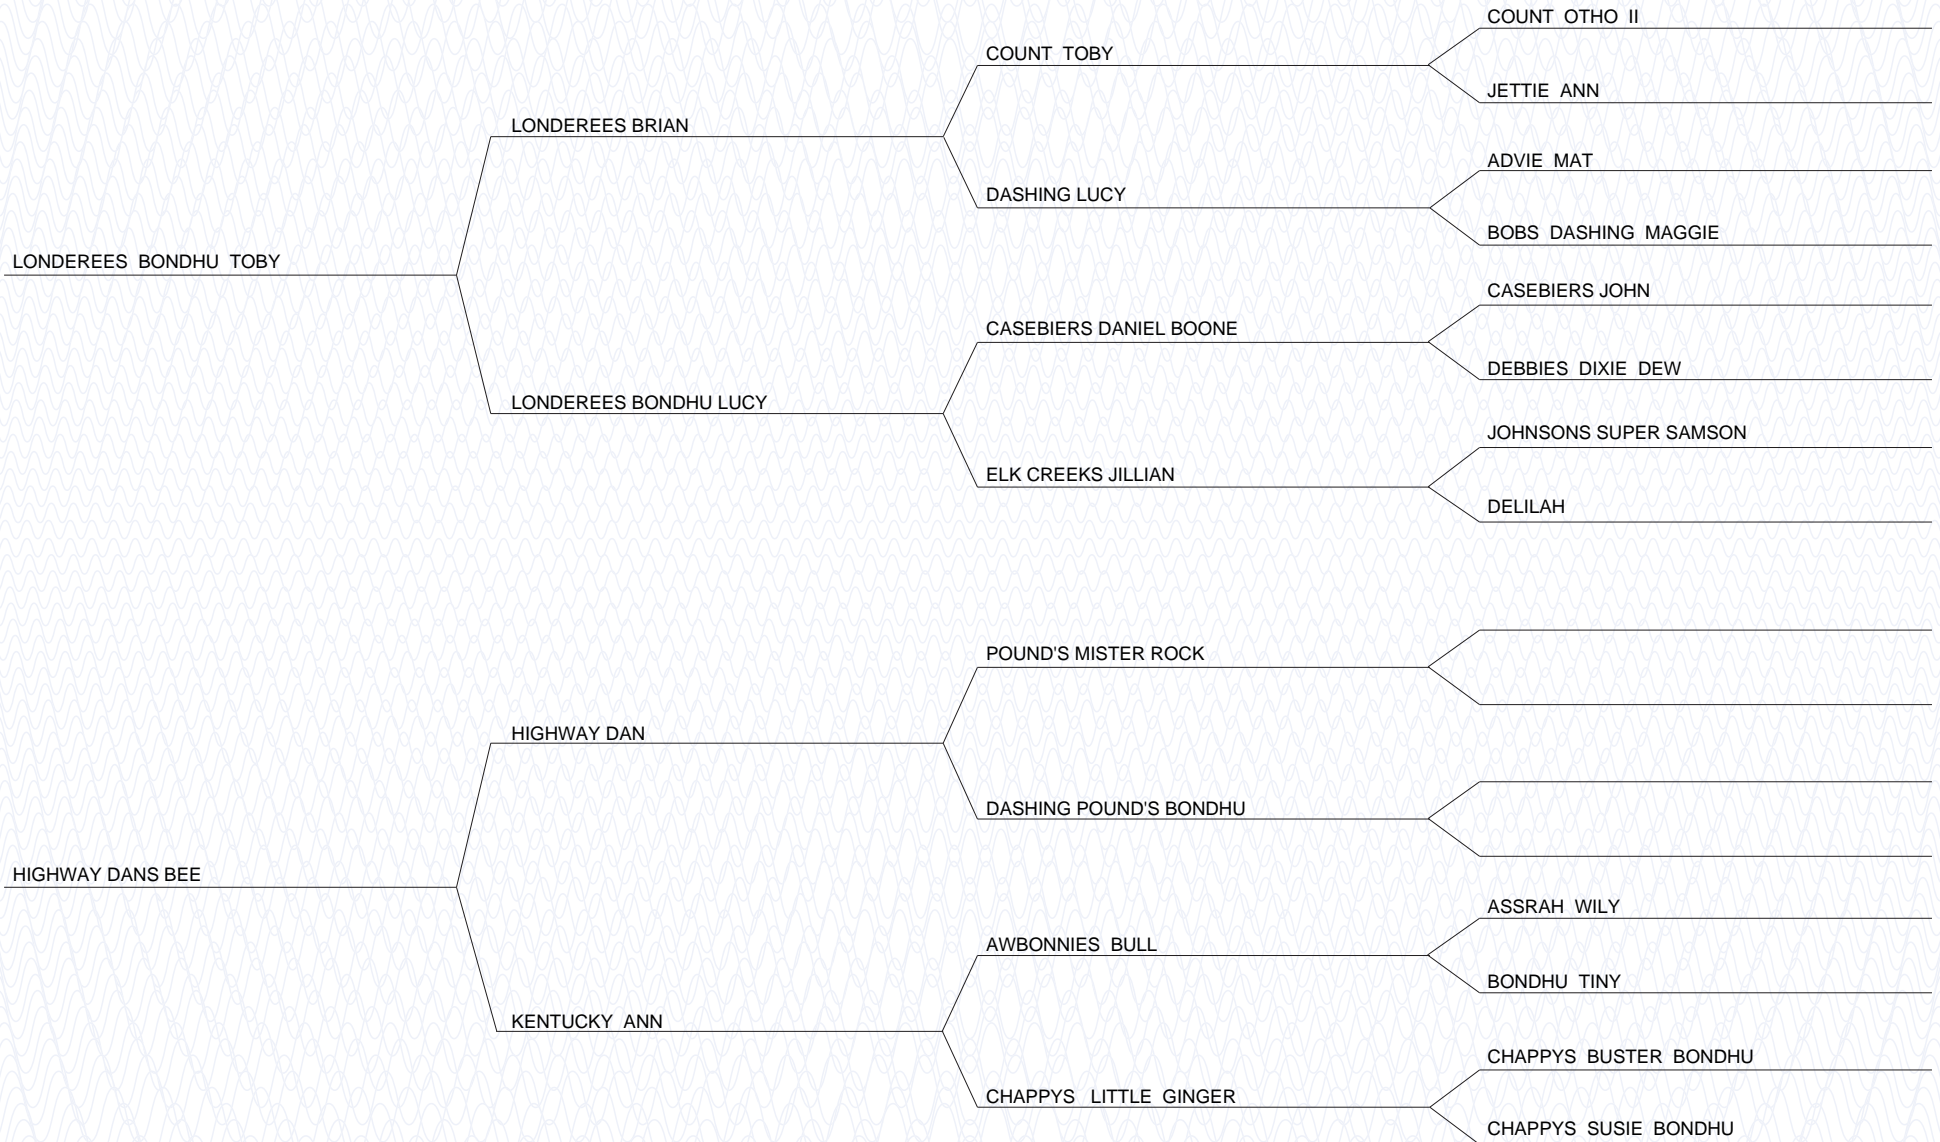 COUNT OTHO II
COUNT TOBY
JETTIE ANN
LONDEREES BRIAN
ADVIE MAT
DASHING LUCY
BOBS DASHING MAGGIE
LONDEREES BONDHU TOBY
CASEBIERS JOHN
CASEBIERS DANIEL BOONE
DEBBIES DIXIE DEW
LONDEREES BONDHU LUCY
JOHNSONS SUPER SAMSON
ELK CREEKS JILLIAN
DELILAH
POUND'S MISTER ROCK
HIGHWAY DAN
DASHING POUND'S BONDHU
HIGHWAY DANS BEE
ASSRAH WILY
AWBONNIES BULL
BONDHU TINY
KENTUCKY ANN
CHAPPYS BUSTER BONDHU
CHAPPYS LITTLE GINGER
CHAPPYS SUSIE BONDHU